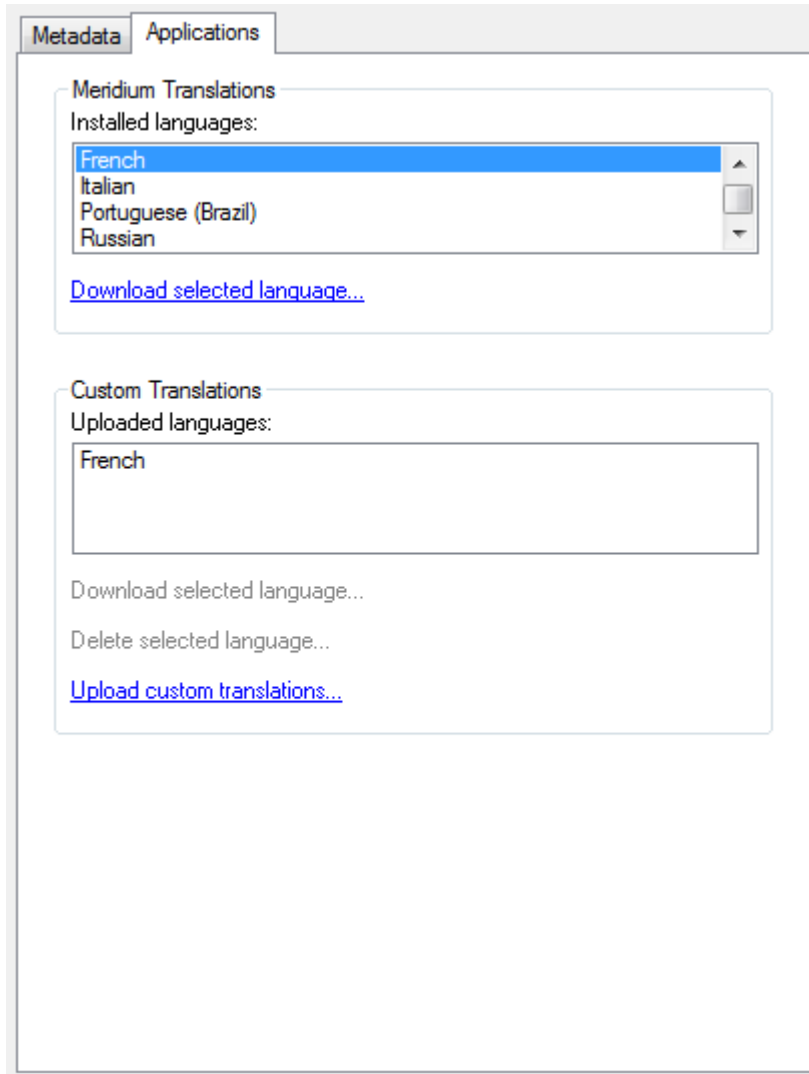 Metadata
Applications
Meridium Translations
Installed languages:
French
Italian
Portuguese (Brazil)
Russian
Download selected language...
Custom Translations
Uploaded languages:
French
Download selected language...
Delete selected language...
Upload custom translations...